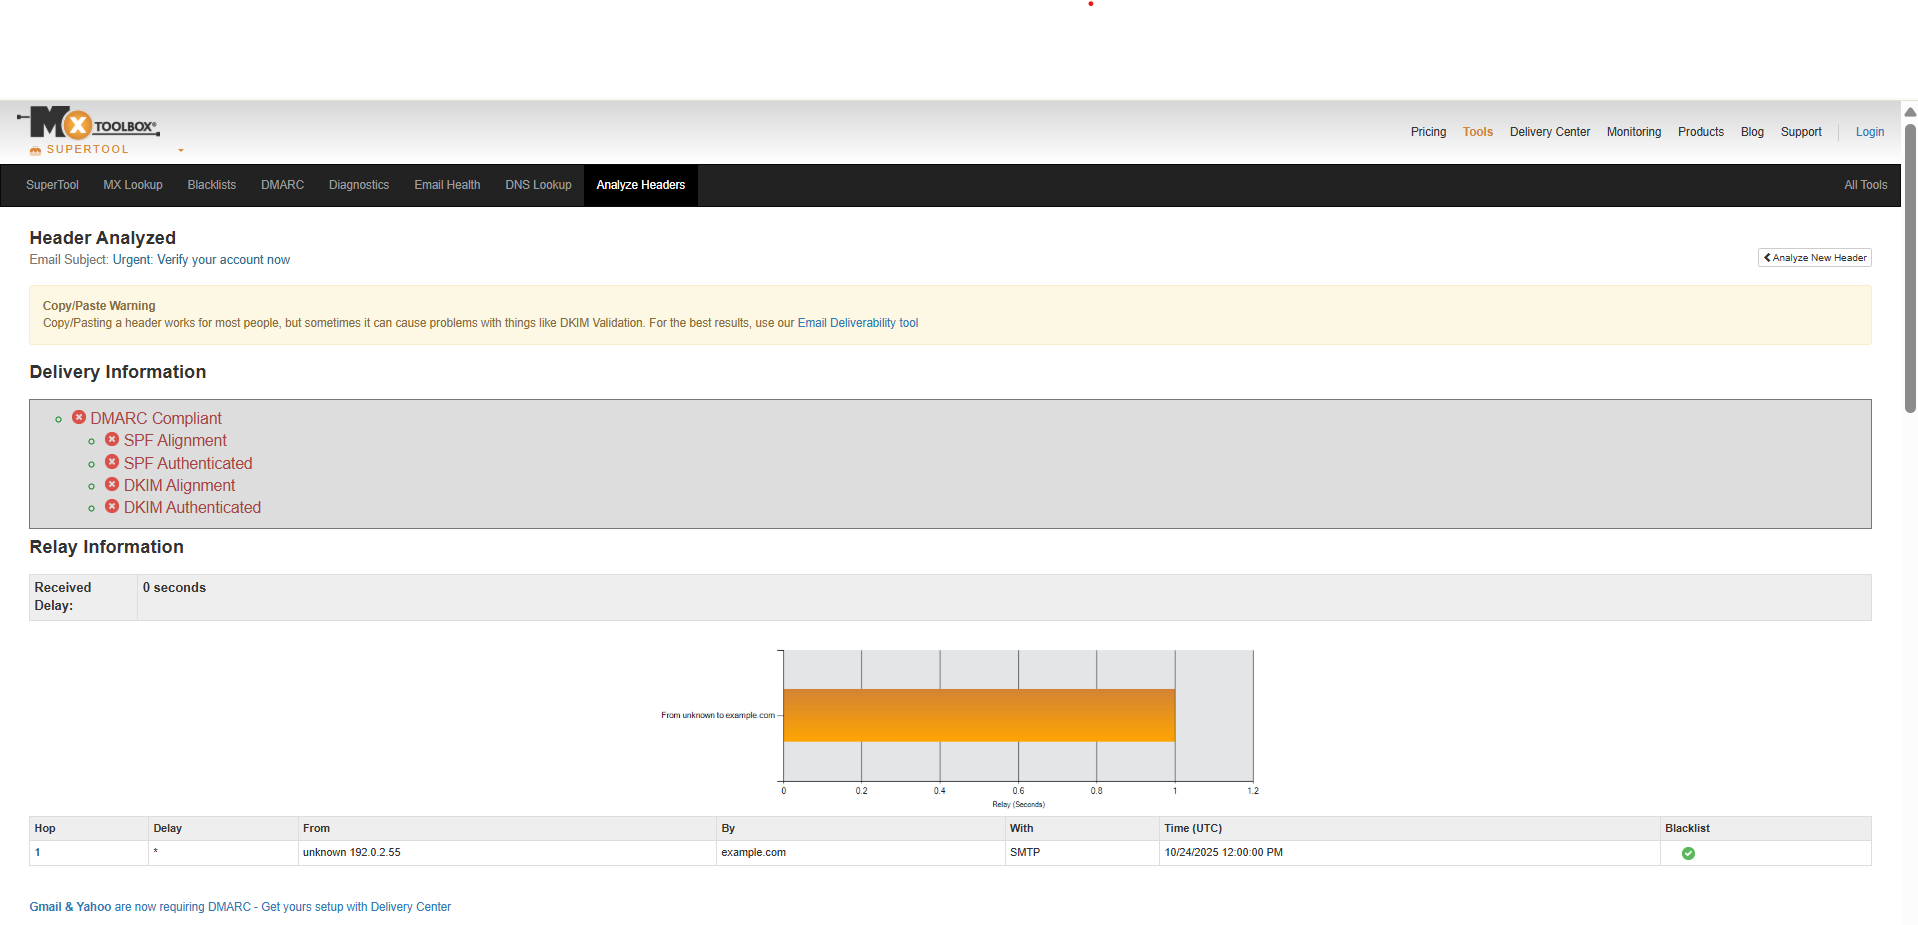 MX TOOLBOX®
SUPERTOOL
Pricing Tools Delivery Center Monitoring Products Blog Support Login
SuperTool MX Lookup Blacklists DMARC Diagnostics Email Health DNS Lookup Analyze Headers All Tools
Header Analyzed
Email Subject: Urgent: Verify your account now
Analyze New Header
Copy/Paste Warning
Copy/Pasting a header works for most people, but sometimes it can cause problems with things like DKIM Validation. For the best results, use our Email Deliverability tool
Delivery Information
DMARC Compliant
SPF Alignment
SPF Authenticated
DKIM Alignment
DKIM Authenticated
Relay Information
Received 0 seconds
Delay:
From unknown to example.com
0 0.2 0.4 0.6 0.8 1 1.2
Relay (Seconds)
Hop Delay From By With Time (UTC) Blacklist
1 * unknown 192.0.2.55 example.com SMTP 10/24/2025 12:00:00 PM
Gmail & Yahoo are now requiring DMARC - Get yours setup with Delivery Center